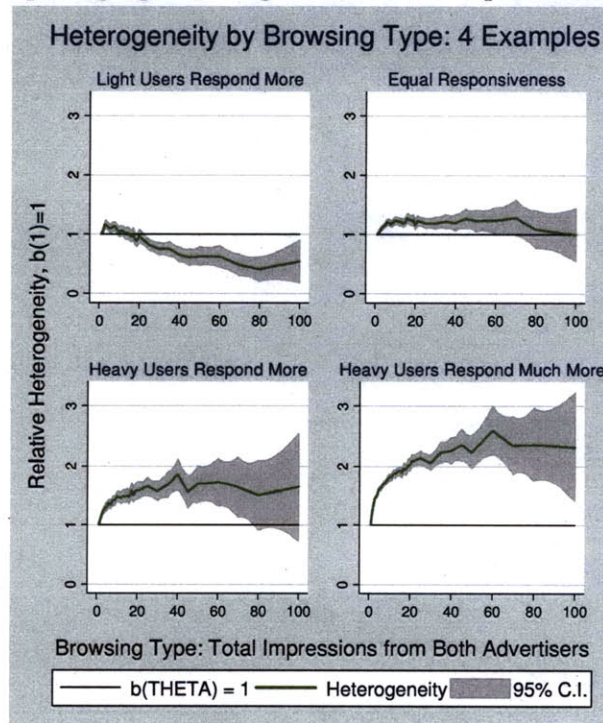 Heterogeneity by Browsing Type: 4 Examples
Light Users Respond More
Equal Responsiveness
3
2
1
0
0 20 40 60 80 100
3
2
1
0
0 20 40 60 80 100
Relative Heterogeneity, b(1)=1
Heavy Users Respond More
Heavy Users Respond Much More
3
2
1
0
0 20 40 60 80 100
3
2
1
0
0 20 40 60 80 100
Browsing Type: Total Impressions from Both Advertisers
b(THETA) = 1 Heterogeneity 95% C.I.